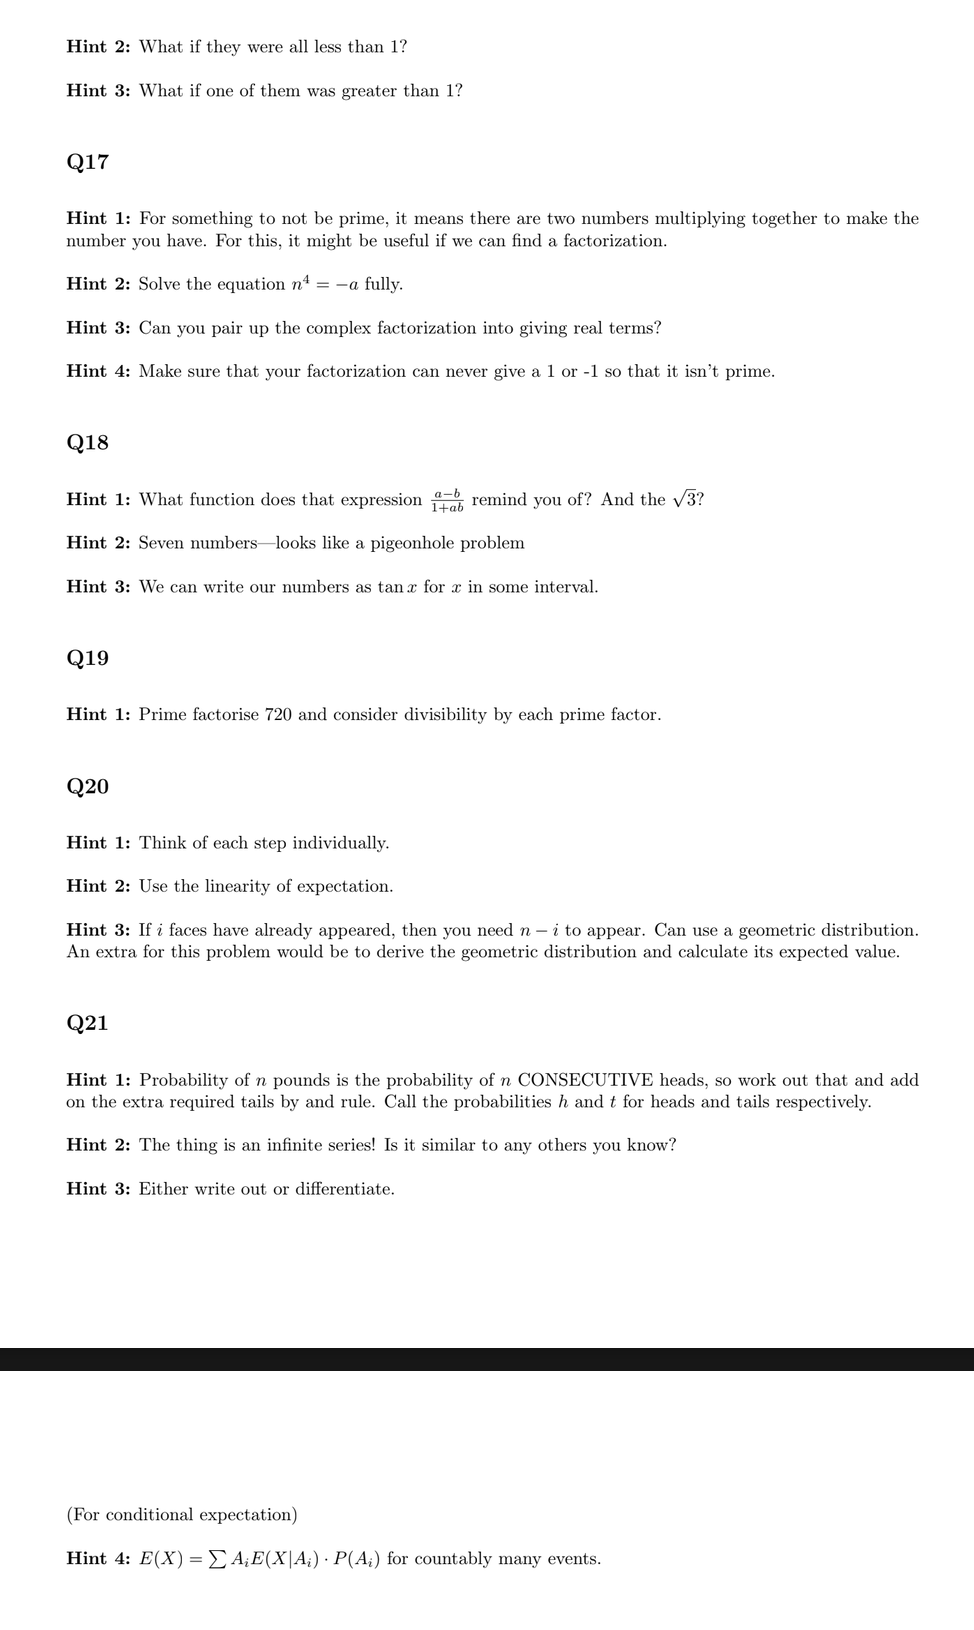 Hint 2: What if they were all less than 1?
Hint 3: What if one of them was greater than 1?
Q17
Hint 1: For something to not be prime, it means there are two numbers multiplying together to make the
number you have. For this, it might be useful if we can find a factorization.
Hint 2: Solve the equation $n^4 = -a$ fully.
Hint 3: Can you pair up the complex factorization into giving real terms?
Hint 4: Make sure that your factorization can never give a 1 or -1 so that it isn't prime.
Q18
Hint 1: What function does that expression $\frac{a-b}{1+ab}$ remind you of? And the $\sqrt{3}$?
Hint 2: Seven numbers—looks like a pigeonhole problem
Hint 3: We can write our numbers as $\tan x$ for $x$ in some interval.
Q19
Hint 1: Prime factorise 720 and consider divisibility by each prime factor.
Q20
Hint 1: Think of each step individually.
Hint 2: Use the linearity of expectation.
Hint 3: If $i$ faces have already appeared, then you need $n - i$ to appear. Can use a geometric distribution.
An extra for this problem would be to derive the geometric distribution and calculate its expected value.
Q21
Hint 1: Probability of $n$ pounds is the probability of $n$ CONSECUTIVE heads, so work out that and add
on the extra required tails by and rule. Call the probabilities $h$ and $t$ for heads and tails respectively.
Hint 2: The thing is an infinite series! Is it similar to any others you know?
Hint 3: Either write out or differentiate.
(For conditional expectation)
Hint 4: $E(X) = \sum A_i E(X|A_i) \cdot P(A_i)$ for countably many events.